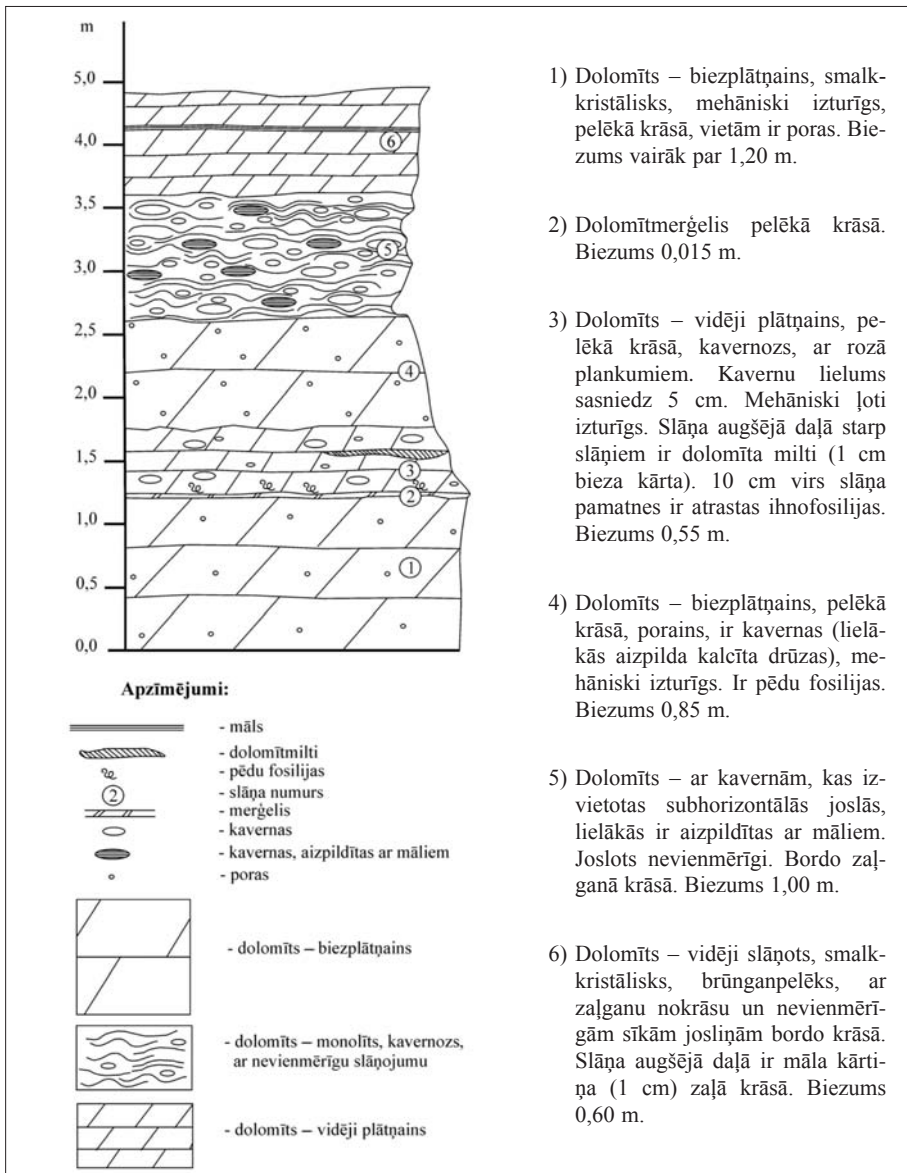 m
5,0
4,0
3,5
3,0
2,5
2,0
1,5
1,0
0,5
0,0
6
5
4
3
2
1
Apzīmējumi:
- māls
- dolomītmilti
- pēdu fosilijas
2 - slāņa numurs
- merģelis
- kavernas
- kavernas, aizpildītas ar māliem
- poras
- dolomīts – biezplātņains
- dolomīts – monolīts, kavernozs,
ar nevienmērīgu slāņojumu
- dolomīts – vidēji plātņains
1) Dolomīts – biezplātņains, smalk-
kristālisks, mehāniski izturīgs,
pelēkā krāsā, vietām ir poras. Bie-
zums vairāk par 1,20 m.
2) Dolomītmerģelis pelēkā krāsā.
Biezums 0,015 m.
3) Dolomīts – vidēji plātņains, pe-
lēkā krāsā, kavernozs, ar rozā
plankumiem. Kavernu lielums
sasniedz 5 cm. Mehāniski ļoti
izturīgs. Slāņa augšējā daļā starp
slāņiem ir dolomīta milti (1 cm
bieza kārta). 10 cm virs slāņa
pamatnes ir atrastas ihnofosilijas.
Biezums 0,55 m.
4) Dolomīts – biezplātņains, pelēkā
krāsā, porains, ir kavernas (lielā-
kās aizpilda kalcīta drūzas), me-
hāniski izturīgs. Ir pēdu fosilijas.
Biezums 0,85 m.
5) Dolomīts – ar kavernām, kas iz-
vietotas subhorizontālās joslās,
lielākās ir aizpildītas ar māliem.
Joslots nevienmērīgi. Bordo zaļ-
ganā krāsā. Biezums 1,00 m.
6) Dolomīts – vidēji slāņots, smalk-
kristālisks, brūnganpelēks, ar
zaļganu nokrāsu un nevienmērī-
gām sīkām josliņām bordo krāsā.
Slāņa augšējā daļā ir māla kārti-
ņa (1 cm) zaļā krāsā. Biezums
0,60 m.